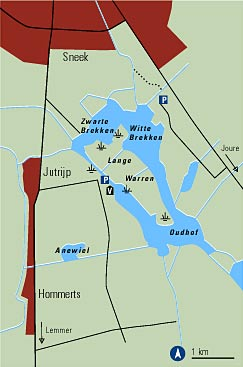 Sneek
P
Zwarte
Brekken
Witte
Brekken
Joure
Lange
Jutrijp
P
Warren
V
Oudhof
Anewiel
Hommerts
Lemmer
1 km